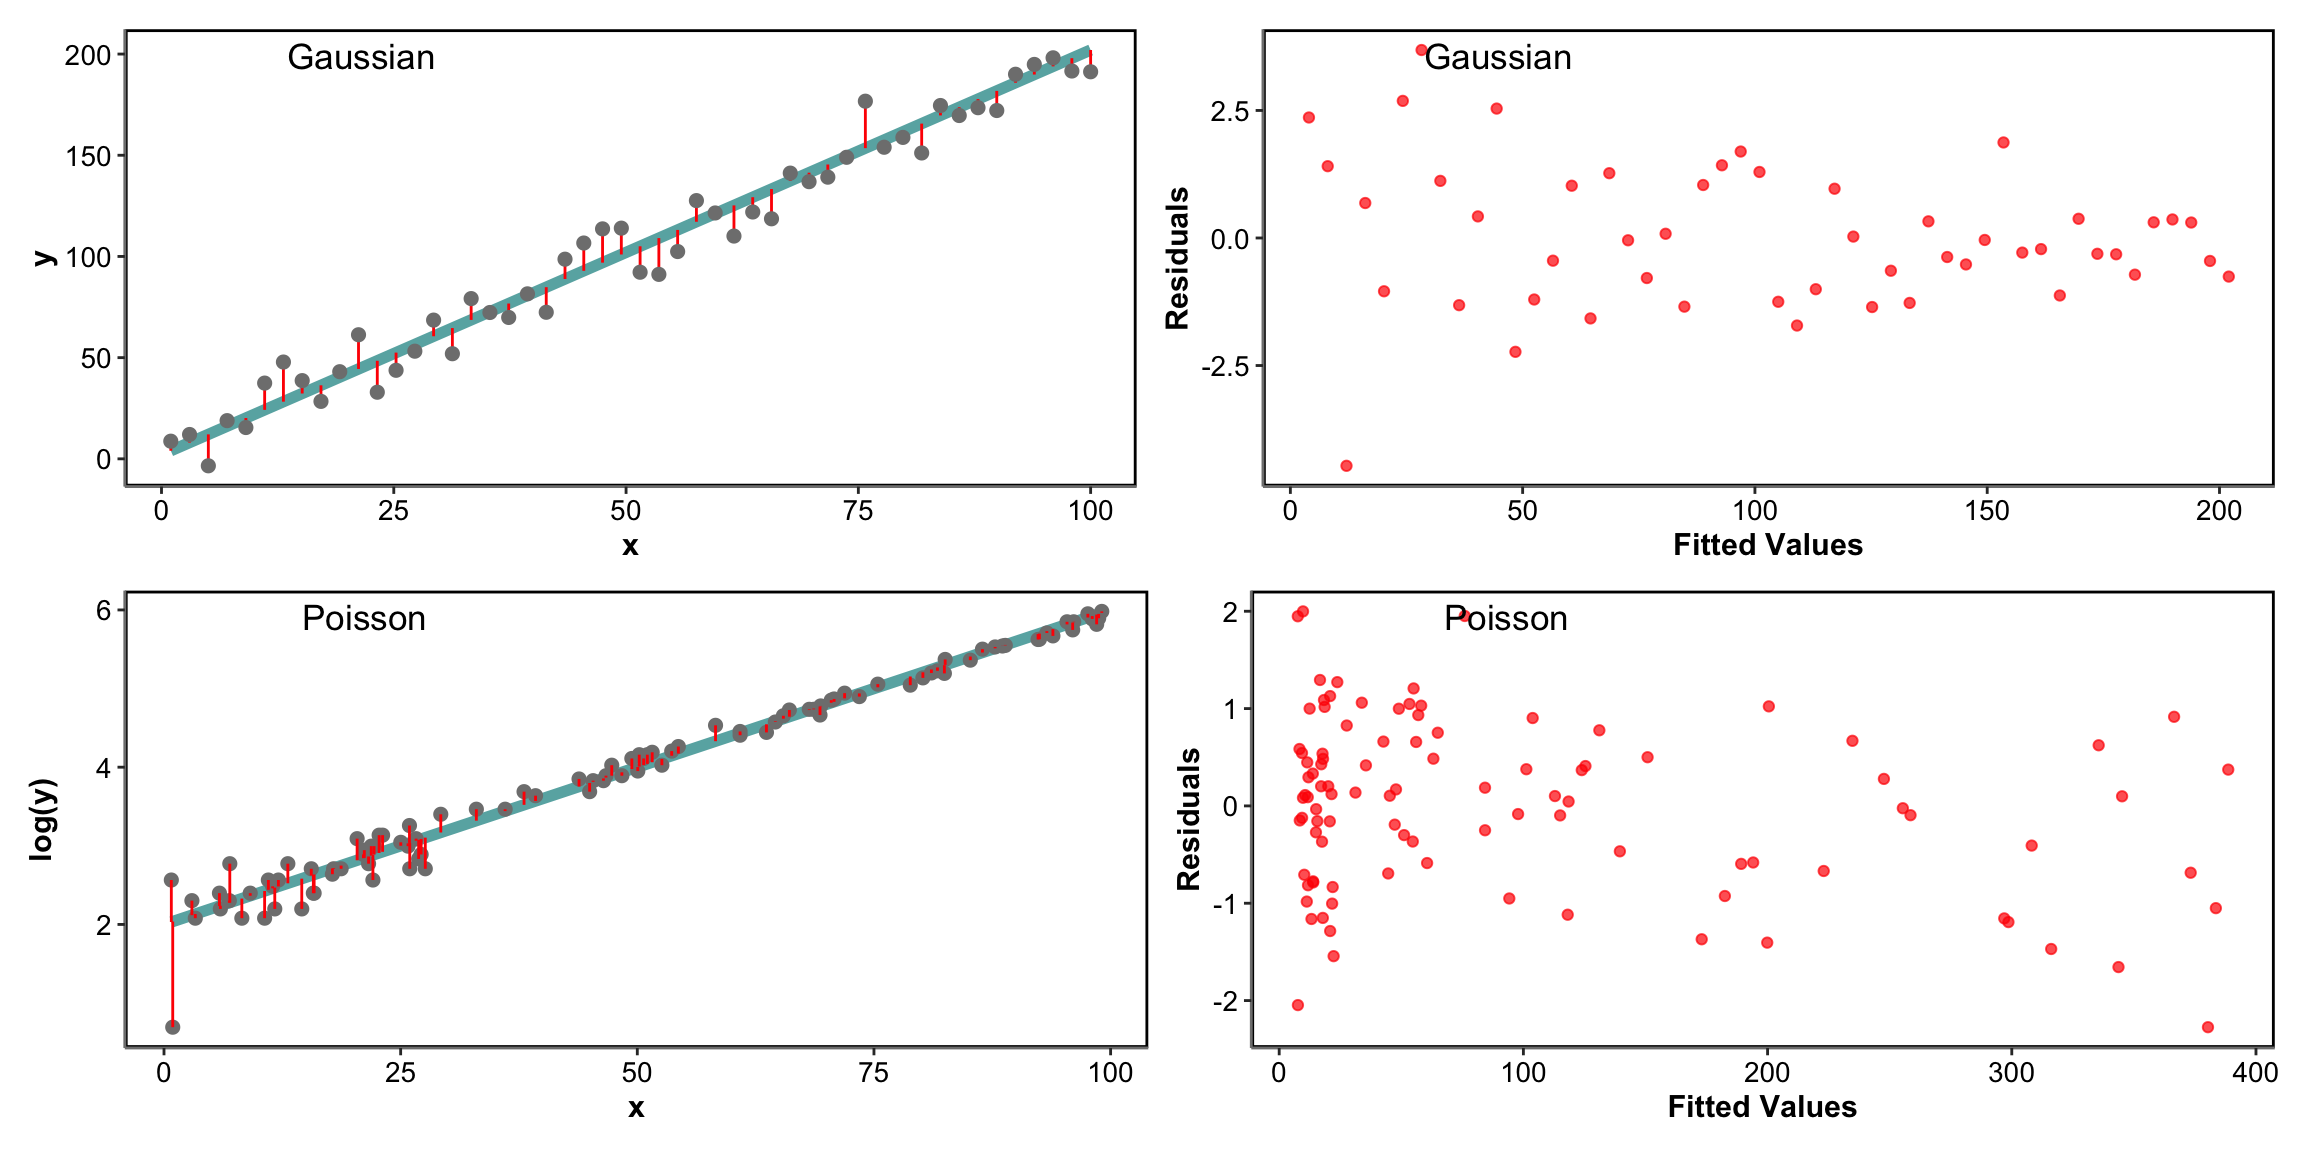 Gaussian
200
150
100
50
0
y
0 25 50 75 100
x
Gaussian
2.5
0.0
-2.5
Residuals
0 50 100 150 200
Fitted Values
Poisson
6
4
2
log(y)
0 25 50 75 100
x
Poisson
2
1
0
-1
-2
Residuals
0 100 200 300 400
Fitted Values